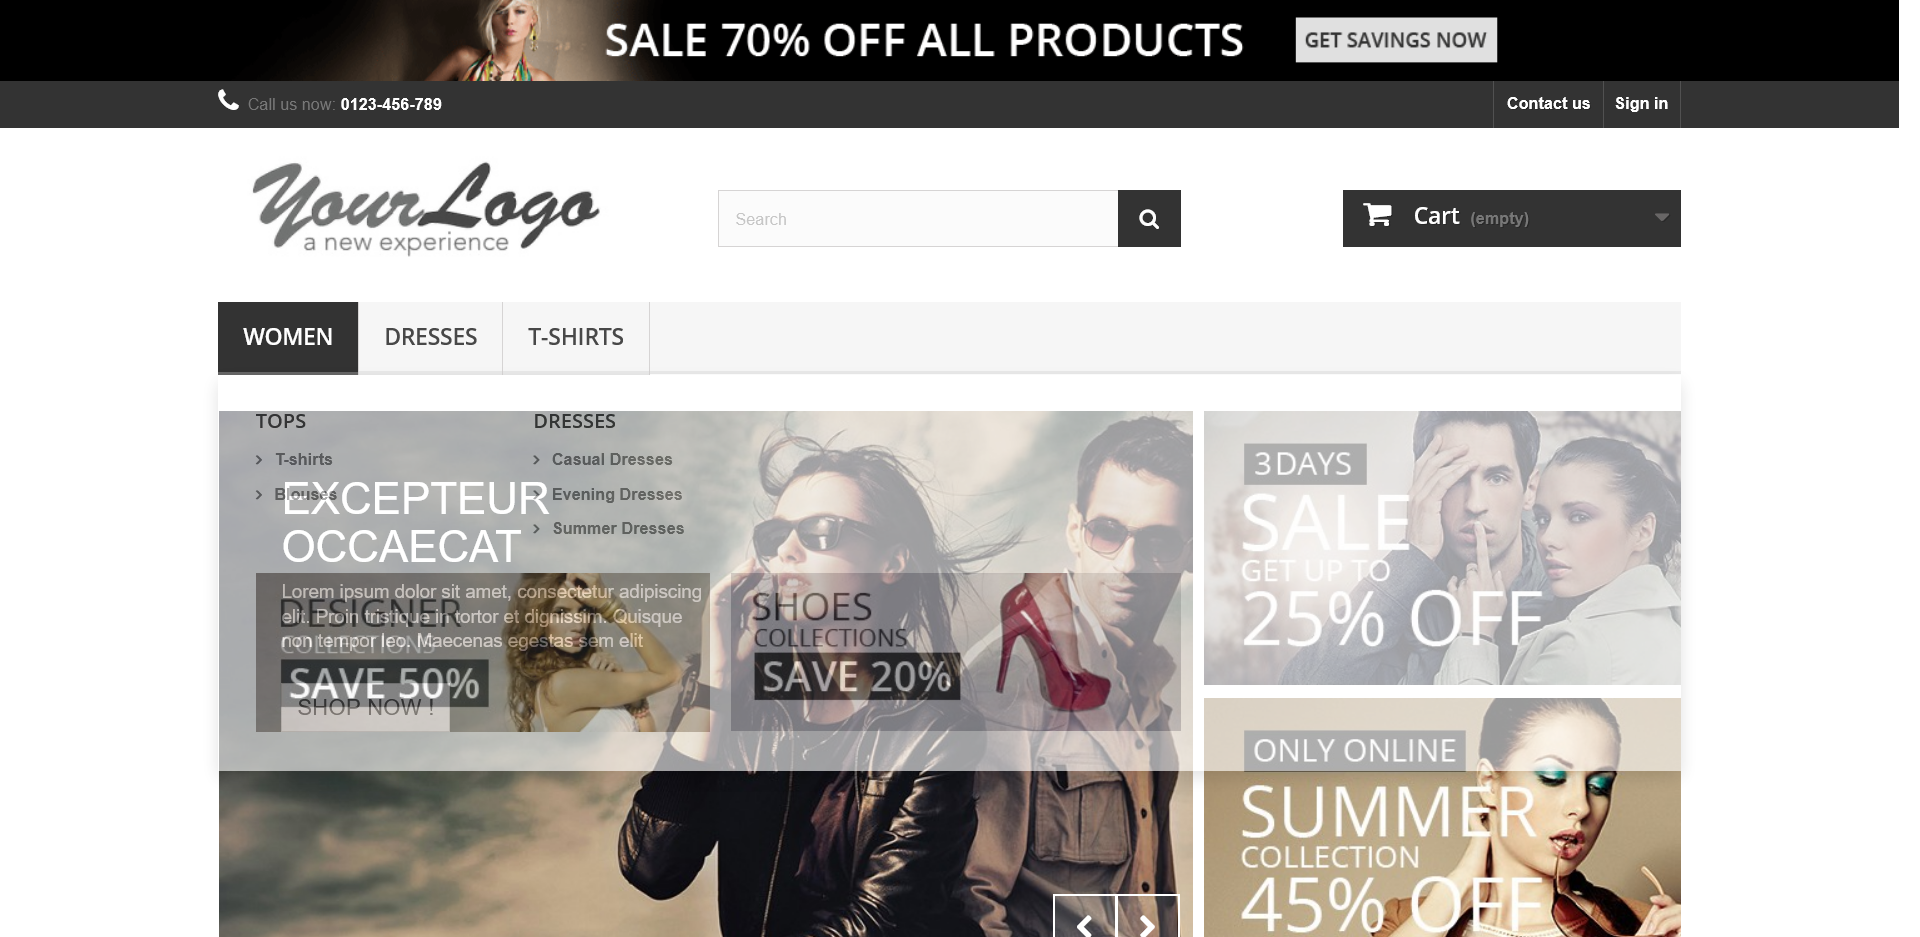 SALE 70% OFF ALL PRODUCTS
GET SAVINGS NOW
Call us now: 0123-456-789
Contact us
Sign in
YourLogo
a new experience
Search
Cart (empty)
WOMEN
DRESSES
T-SHIRTS
TOPS
T-shirts
Blouses
DRESSES
Casual Dresses
Evening Dresses
Summer Dresses
EXCEPTEUR
OCCAECAT
Lorem ipsum dolor sit amet, consectetur adipiscing
elit. Proin tristique in tortor et dignissim. Quisque
non tempor leo. Maecenas egestas sem elit
SHOP NOW !
DESIGNER
COLLECTIONS
SAVE 50%
SHOES
COLLECTIONS
SAVE 20%
3 DAYS
SALE
GET UP TO
25% OFF
ONLY ONLINE
SUMMER
COLLECTION
45% OFF